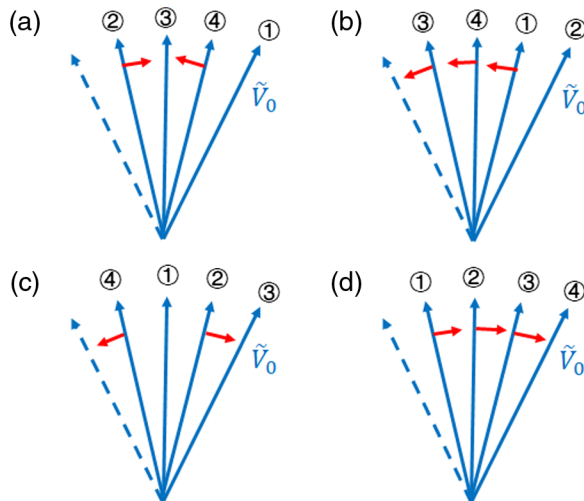 (a) ② ③ ④ ①
Ṽ₀
(b) ③ ④ ① ②
Ṽ₀
(c) ④ ① ② ③
Ṽ₀
(d) ① ② ③ ④
Ṽ₀